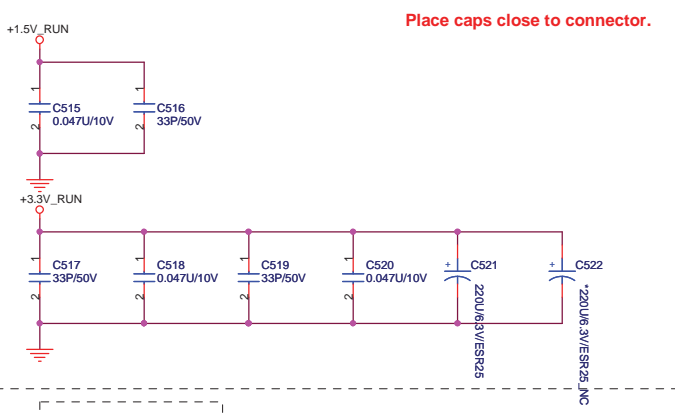 Place caps close to connector.
+1.5V_RUN
1
1
C515
0.047U/10V
C516
33P/50V
2
2
+3.3V_RUN
1
1
1
1
+
+
C517
33P/50V
C518
0.047U/10V
C519
33P/50V
C520
0.047U/10V
C521
C522
2
2
2
2
220U/6.3V/ESR25
*220U/6.3V/ESR25_NC